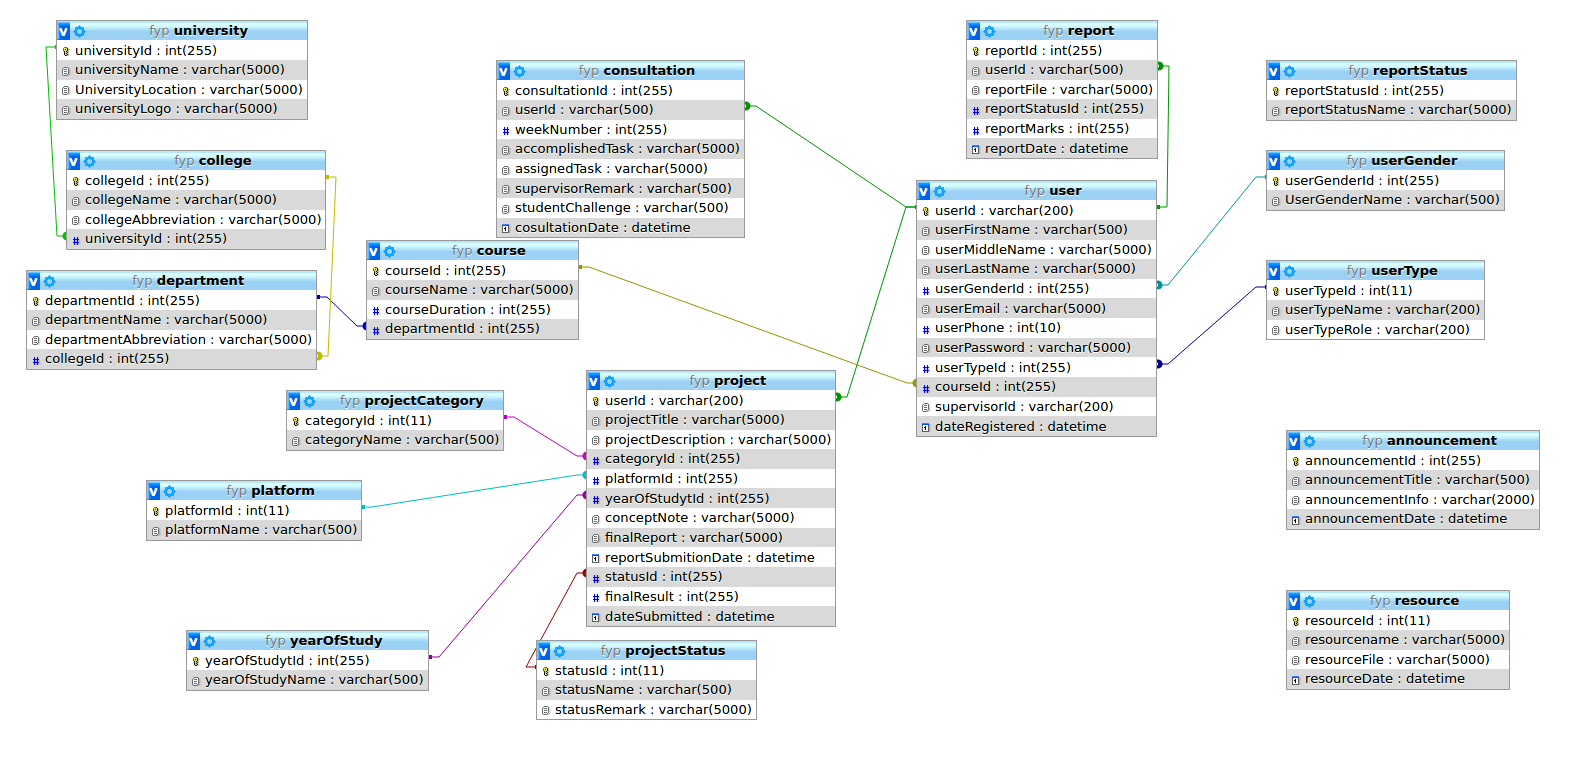 fyp university
universityId : int(255)
universityName : varchar(5000)
UniversityLocation : varchar(5000)
universityLogo : varchar(5000)
fyp college
collegeId : int(255)
collegeName : varchar(5000)
collegeAbbreviation : varchar(5000)
universityId : int(255)
fyp department
departmentId : int(255)
departmentName : varchar(5000)
departmentAbbreviation : varchar(5000)
collegeId : int(255)
fyp course
courseId : int(255)
courseName : varchar(5000)
courseDuration : int(255)
departmentId : int(255)
fyp consultation
consultationId : int(255)
userId : varchar(500)
weekNumber : int(255)
accomplishedTask : varchar(5000)
assignedTask : varchar(5000)
supervisorRemark : varchar(500)
studentChallenge : varchar(500)
cosultationDate : datetime
fyp report
reportId : int(255)
userId : varchar(500)
reportFile : varchar(5000)
reportStatusId : int(255)
reportMarks : int(255)
reportDate : datetime
fyp reportStatus
reportStatusId : int(255)
reportStatusName : varchar(5000)
fyp userGender
userGenderId : int(255)
UserGenderName : varchar(500)
fyp user
userId : varchar(200)
userFirstName : varchar(500)
userMiddleName : varchar(5000)
userLastName : varchar(5000)
userGenderId : int(255)
userEmail : varchar(5000)
userPhone : int(10)
userPassword : varchar(5000)
userTypeId : int(255)
courseId : int(255)
supervisorId : varchar(200)
dateRegistered : datetime
fyp userType
userTypeId : int(11)
userTypeName : varchar(200)
userTypeRole : varchar(200)
fyp projectCategory
categoryId : int(11)
categoryName : varchar(500)
fyp platform
platformId : int(11)
platformName : varchar(500)
fyp project
userId : varchar(200)
projectTitle : varchar(5000)
projectDescription : varchar(5000)
categoryId : int(255)
platformId : int(255)
yearOfStudytId : int(255)
conceptNote : varchar(5000)
finalReport : varchar(5000)
reportSubmitionDate : datetime
statusId : int(255)
finalResult : int(255)
dateSubmitted : datetime
fyp announcement
announcementId : int(255)
announcementTitle : varchar(500)
announcementInfo : varchar(2000)
announcementDate : datetime
fyp resource
resourceId : int(11)
resourcename : varchar(5000)
resourceFile : varchar(5000)
resourceDate : datetime
fyp yearOfStudy
yearOfStudytId : int(255)
yearOfStudyName : varchar(500)
fyp projectStatus
statusId : int(11)
statusName : varchar(500)
statusRemark : varchar(5000)